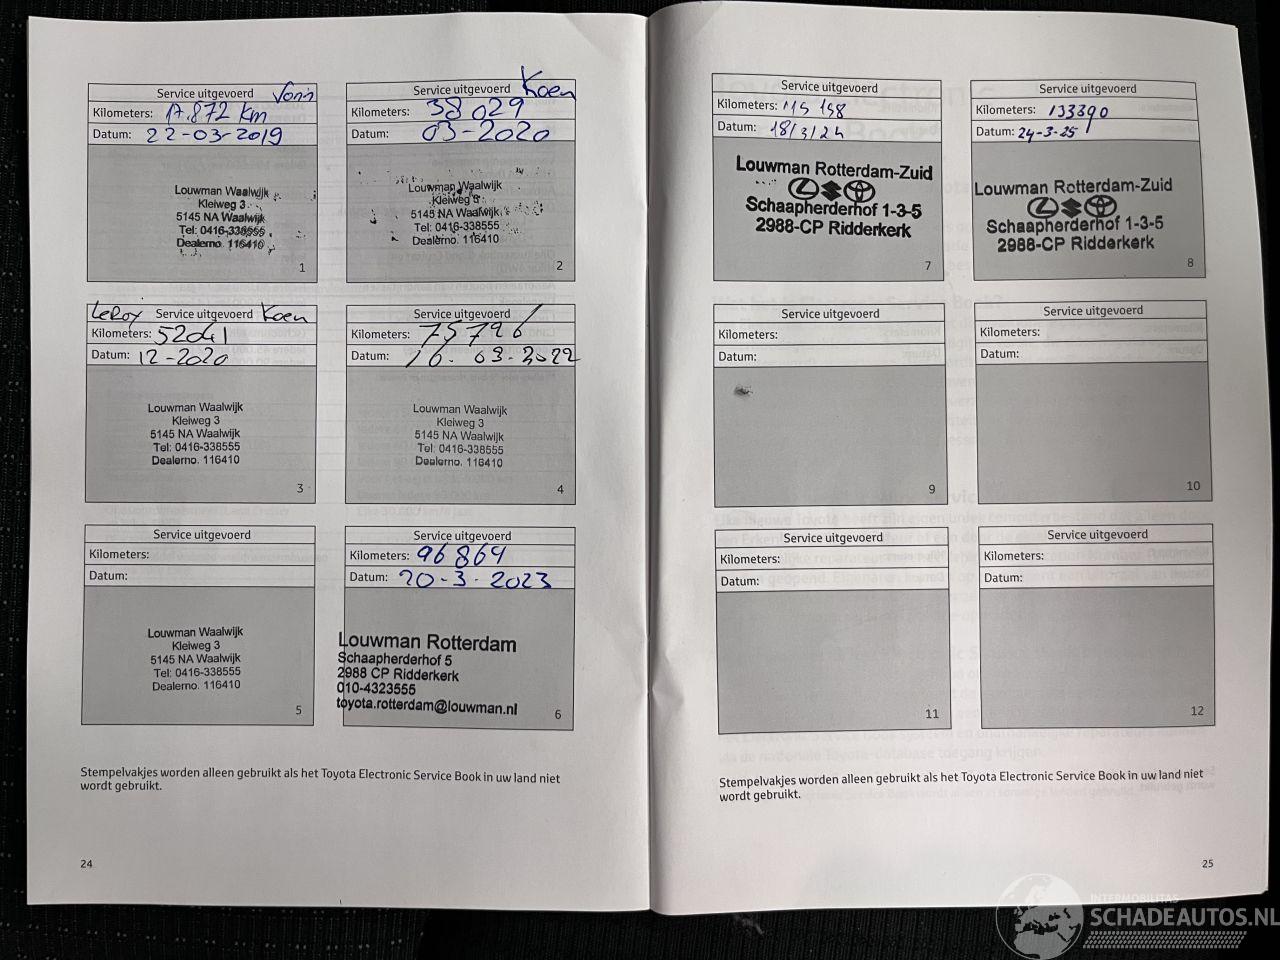 Service uitgevoerd
Kilometers: 17.872 km
Datum: 22-03-2019
Louwman Waalwijk
Kleiweg 3
5145 NA Waalwijk
Tel: 0416-338555
Dealerno. 116410
1
Service uitgevoerd Koen
Kilometers: 38029
Datum: 03-2020
Louwman Waalwijk
Kleiweg 3
5145 NA Waalwijk
Tel: 0416-338555
Dealerno. 116410
2
LeRoy Service uitgevoerd Koen
Kilometers: 52041
Datum: 12-2020
Louwman Waalwijk
Kleiweg 3
5145 NA Waalwijk
Tel: 0416-338555
Dealerno. 116410
3
Service uitgevoerd
Kilometers: 75796
Datum: 16-03-2022
Louwman Waalwijk
Kleiweg 3
5145 NA Waalwijk
Tel: 0416-338555
Dealerno. 116410
4
Service uitgevoerd
Kilometers:
Datum:
Louwman Waalwijk
Kleiweg 3
5145 NA Waalwijk
Tel: 0416-338555
Dealerno. 116410
5
Service uitgevoerd
Kilometers: 96864
Datum: 20-3-2023
Louwman Rotterdam
Schaapherderhof 5
2988 CP Ridderkerk
010-4323555
toyota.rotterdam@louwman.nl
6
Stempelvakjes worden alleen gebruikt als het Toyota Electronic Service Book in uw land niet
wordt gebruikt.
24
Service uitgevoerd
Kilometers: 115 158
Datum: 18/3/24
Louwman Rotterdam-Zuid
Schaapherderhof 1-3-5
2988-CP Ridderkerk
7
Service uitgevoerd
Kilometers: 133390
Datum: 24-3-25
Louwman Rotterdam-Zuid
Schaapherderhof 1-3-5
2988-CP Ridderkerk
8
Service uitgevoerd
Kilometers:
Datum:
9
Service uitgevoerd
Kilometers:
Datum:
10
Service uitgevoerd
Kilometers:
Datum:
11
Service uitgevoerd
Kilometers:
Datum:
12
Stempelvakjes worden alleen gebruikt als het Toyota Electronic Service Book in uw land niet
wordt gebruikt.
25
INTERMOBILITAS
SCHADEAUTOS.NL